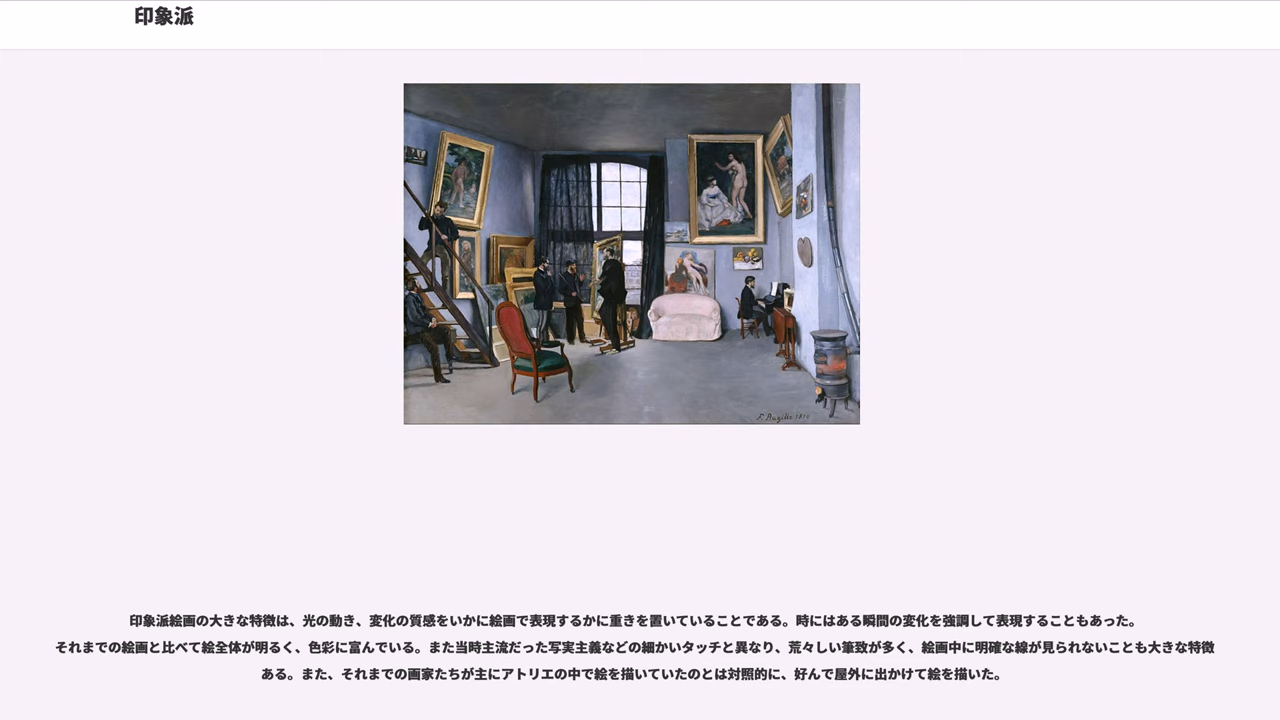 印象派
F. Bazille 1870
印象派絵画の大きな特徴は、光の動き、変化の質感をいかに絵画で表現するかに重きを置いていることである。時にはある瞬間の変化を強調して表現することもあった。
それまでの絵画と比べて絵全体が明るく、色彩に富んでいる。また当時主流だった写実主義などの細かいタッチと異なり、荒々しい筆致が多く、絵画中に明確な線が見られないことも大きな特徴
ある。また、それまでの画家たちが主にアトリエの中で絵を描いていたのとは対照的に、好んで屋外に出かけて絵を描いた。